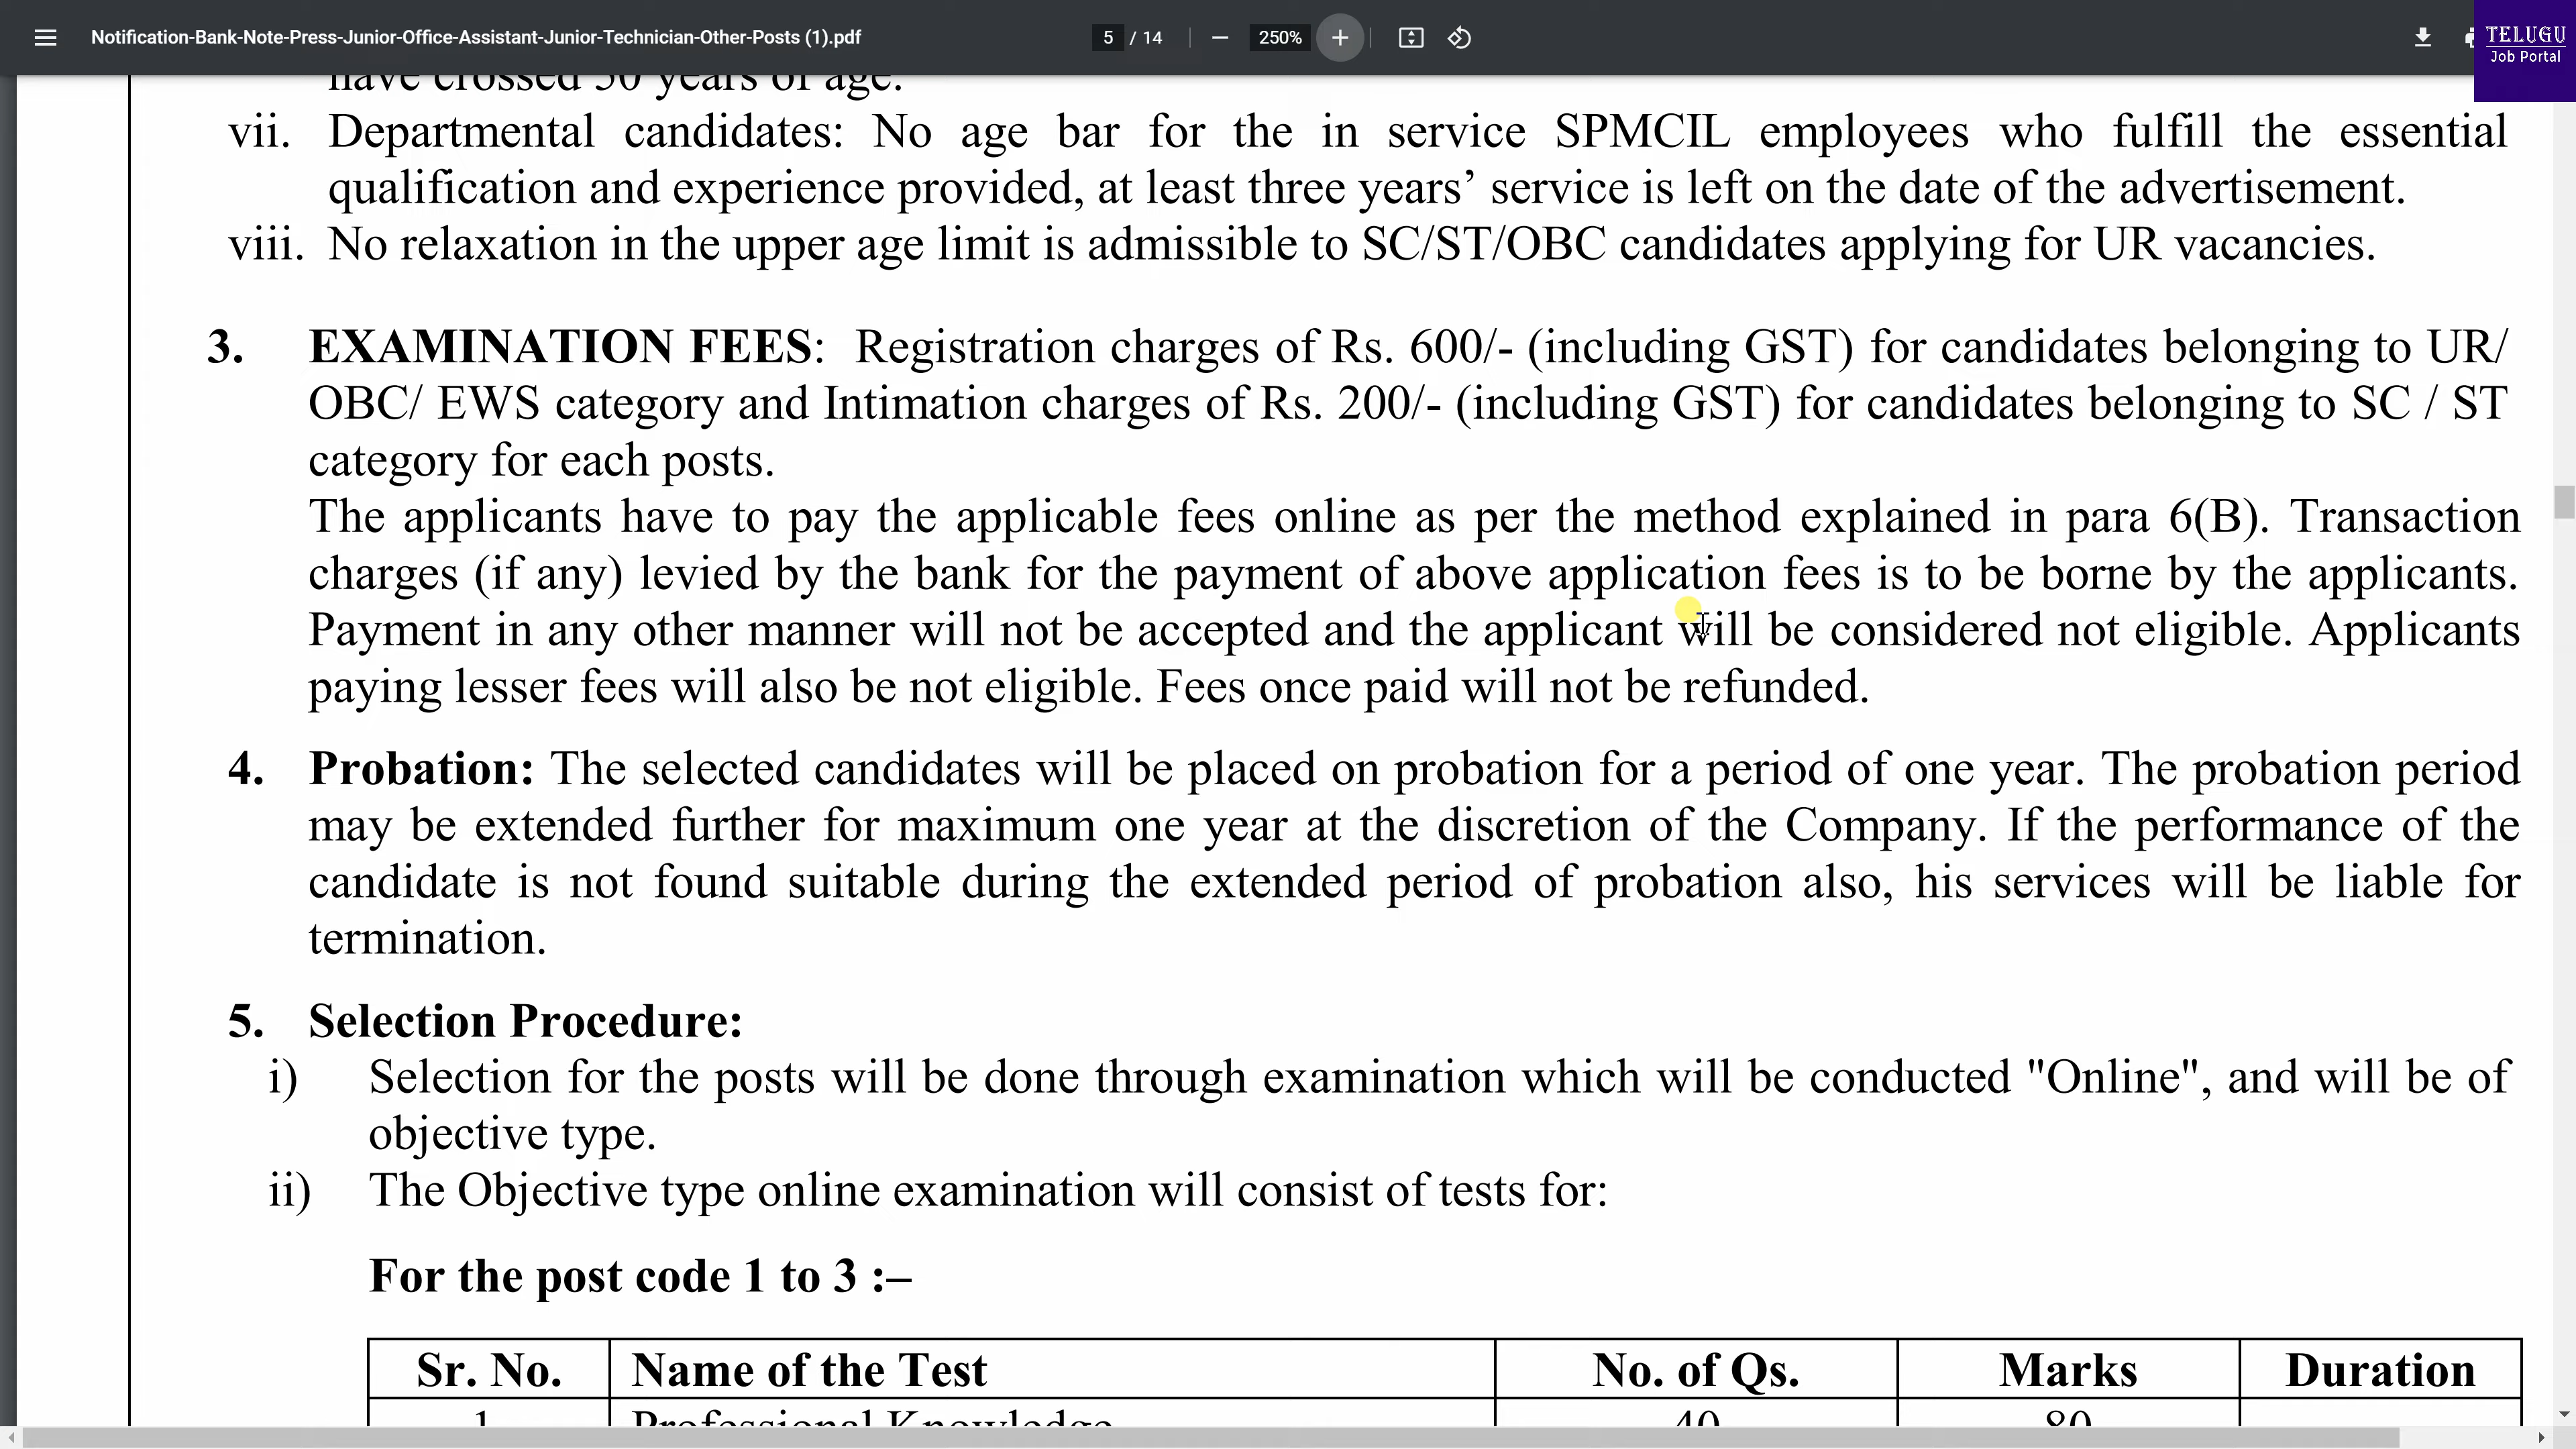 Notification-Bank-Note-Press-Junior-Office-Assistant-Junior-Technician-Other-Posts (1).pdf
5 / 14
250%
TELUGU
Job Portal
have crossed 50 years of age.
vii. Departmental candidates: No age bar for the in service SPMCIL employees who fulfill the essential
qualification and experience provided, at least three years’ service is left on the date of the advertisement.
viii. No relaxation in the upper age limit is admissible to SC/ST/OBC candidates applying for UR vacancies.
3. EXAMINATION FEES: Registration charges of Rs. 600/- (including GST) for candidates belonging to UR/
OBC/ EWS category and Intimation charges of Rs. 200/- (including GST) for candidates belonging to SC / ST
category for each posts.
The applicants have to pay the applicable fees online as per the method explained in para 6(B). Transaction
charges (if any) levied by the bank for the payment of above application fees is to be borne by the applicants.
Payment in any other manner will not be accepted and the applicant will be considered not eligible. Applicants
paying lesser fees will also be not eligible. Fees once paid will not be refunded.
4. Probation: The selected candidates will be placed on probation for a period of one year. The probation period
may be extended further for maximum one year at the discretion of the Company. If the performance of the
candidate is not found suitable during the extended period of probation also, his services will be liable for
termination.
5. Selection Procedure:
i) Selection for the posts will be done through examination which will be conducted "Online", and will be of
objective type.
ii) The Objective type online examination will consist of tests for:
For the post code 1 to 3 :–
Sr. No. Name of the Test No. of Qs. Marks Duration
1 Professional Knowledge 40 80